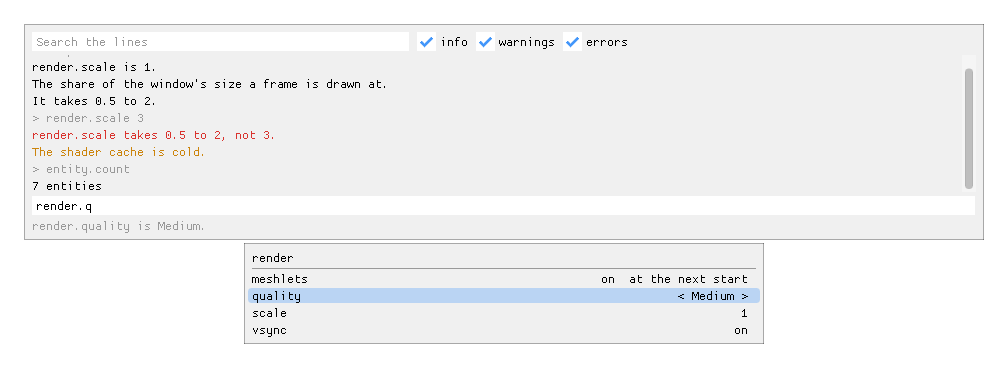 Search the lines info warnings errors
render.scale is 1.
The share of the window's size a frame is drawn at.
It takes 0.5 to 2.
> render.scale 3
render.scale takes 0.5 to 2, not 3.
The shader cache is cold.
> entity.count
7 entities
render.q
render.quality is Medium.
render
meshlets on at the next start
quality < Medium >
scale 1
vsync on